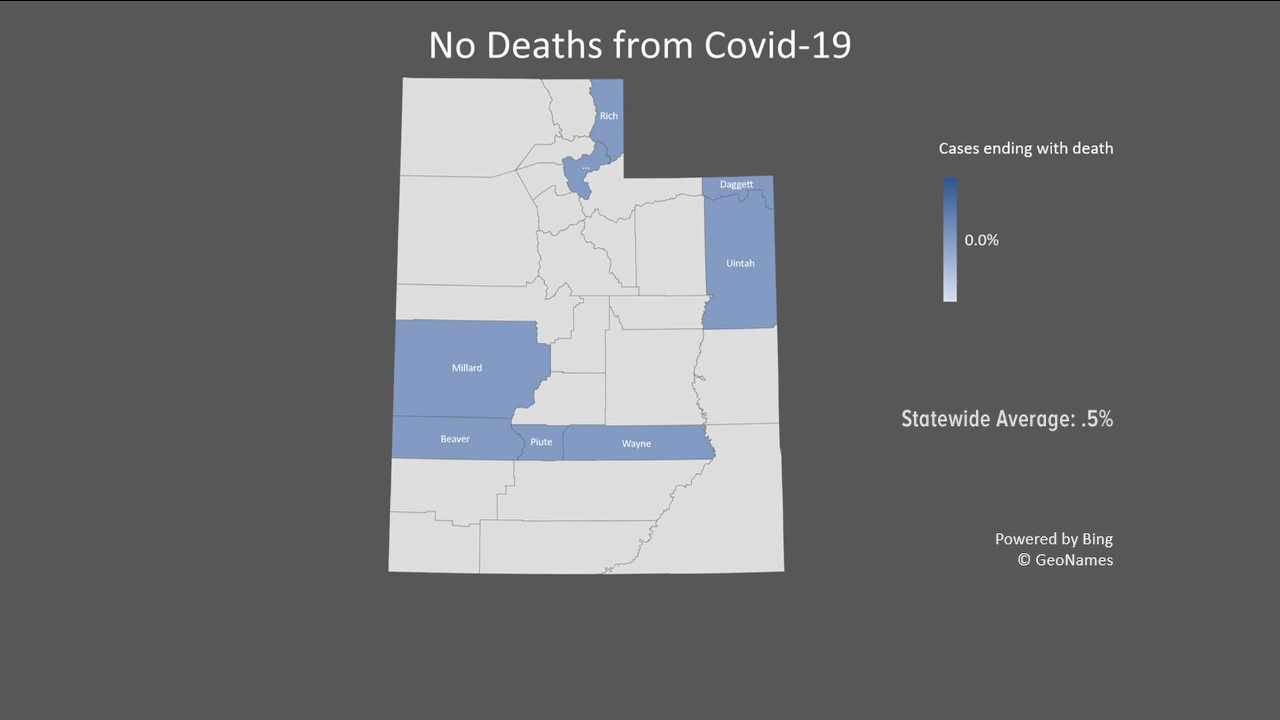 No Deaths from Covid-19
Rich
Cases ending with death
...
Daggett
0.0%
Uintah
Millard
Statewide Average: .5%
Beaver
Piute
Wayne
Powered by Bing
© GeoNames